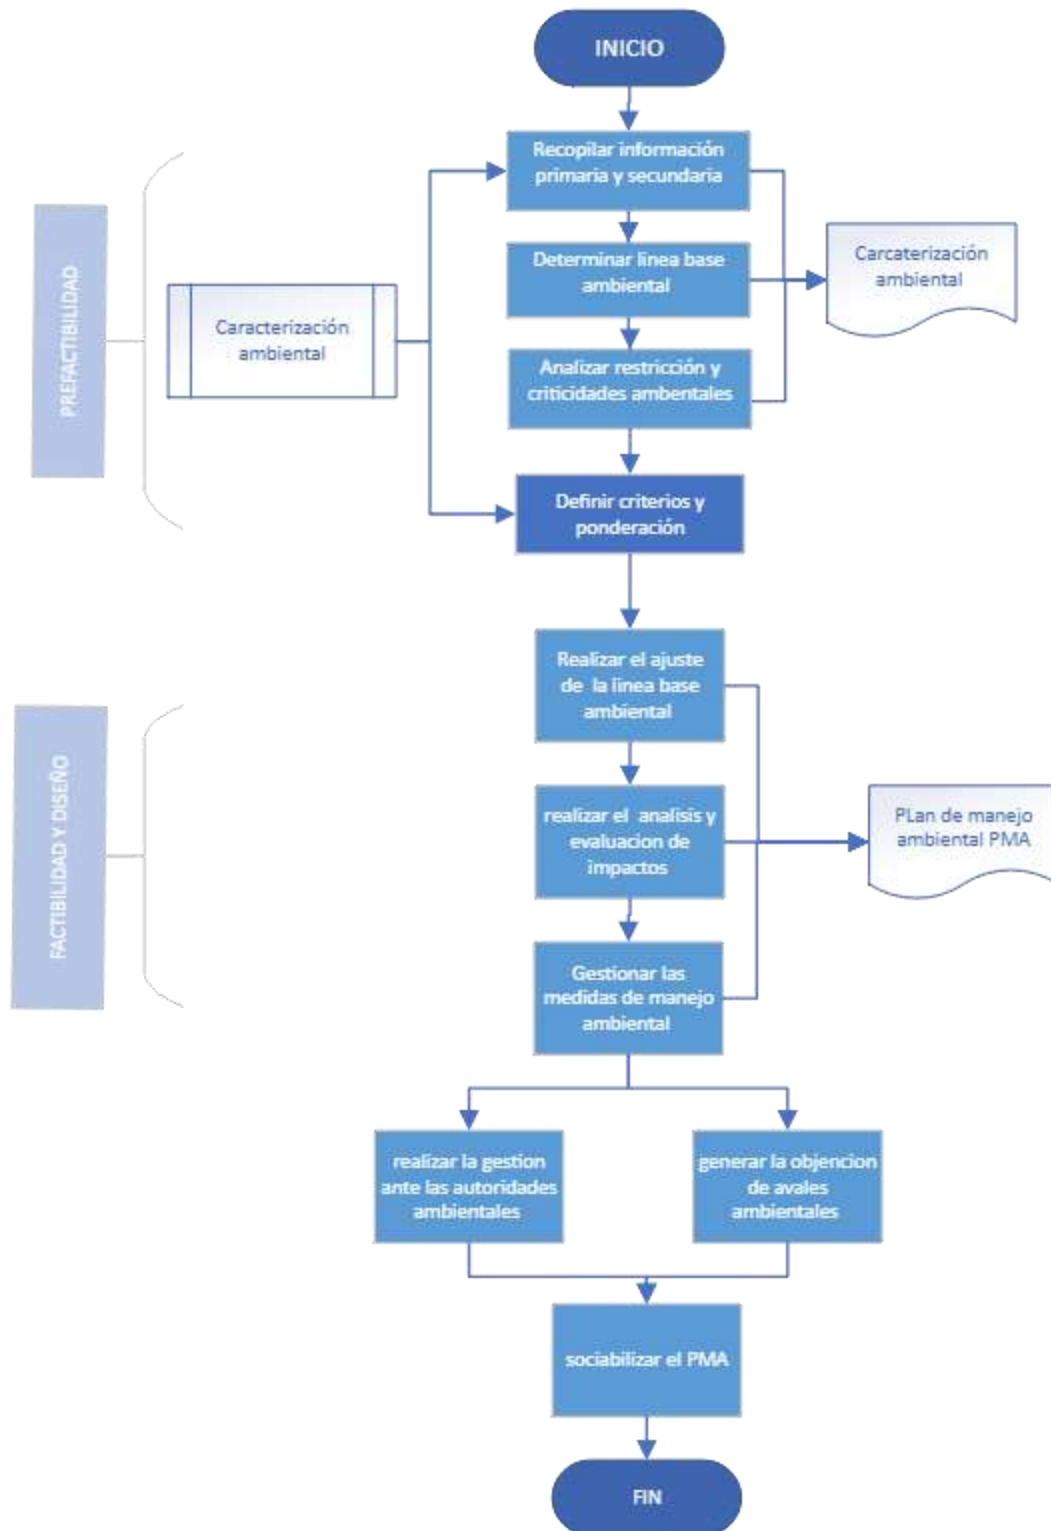 INICIO
Recopilar información
primaria y secundaria
Determinar linea base
ambiental
Carcaterización
ambiental
PREFACTIBILIDAD
Caracterización
ambiental
Analizar restricción y
criticidades ambentales
Definir criterios y
ponderación
Realizar el ajuste
de la linea base
ambiental
FACTIBILIDAD Y DISEÑO
realizar el analisis y
evaluacion de
impactos
PLan de manejo
ambiental PMA
Gestionar las
medidas de manejo
ambiental
realizar la gestion
ante las autoridades
ambientales
generar la objencion
de avales
ambientales
sociabilizar el PMA
FIN